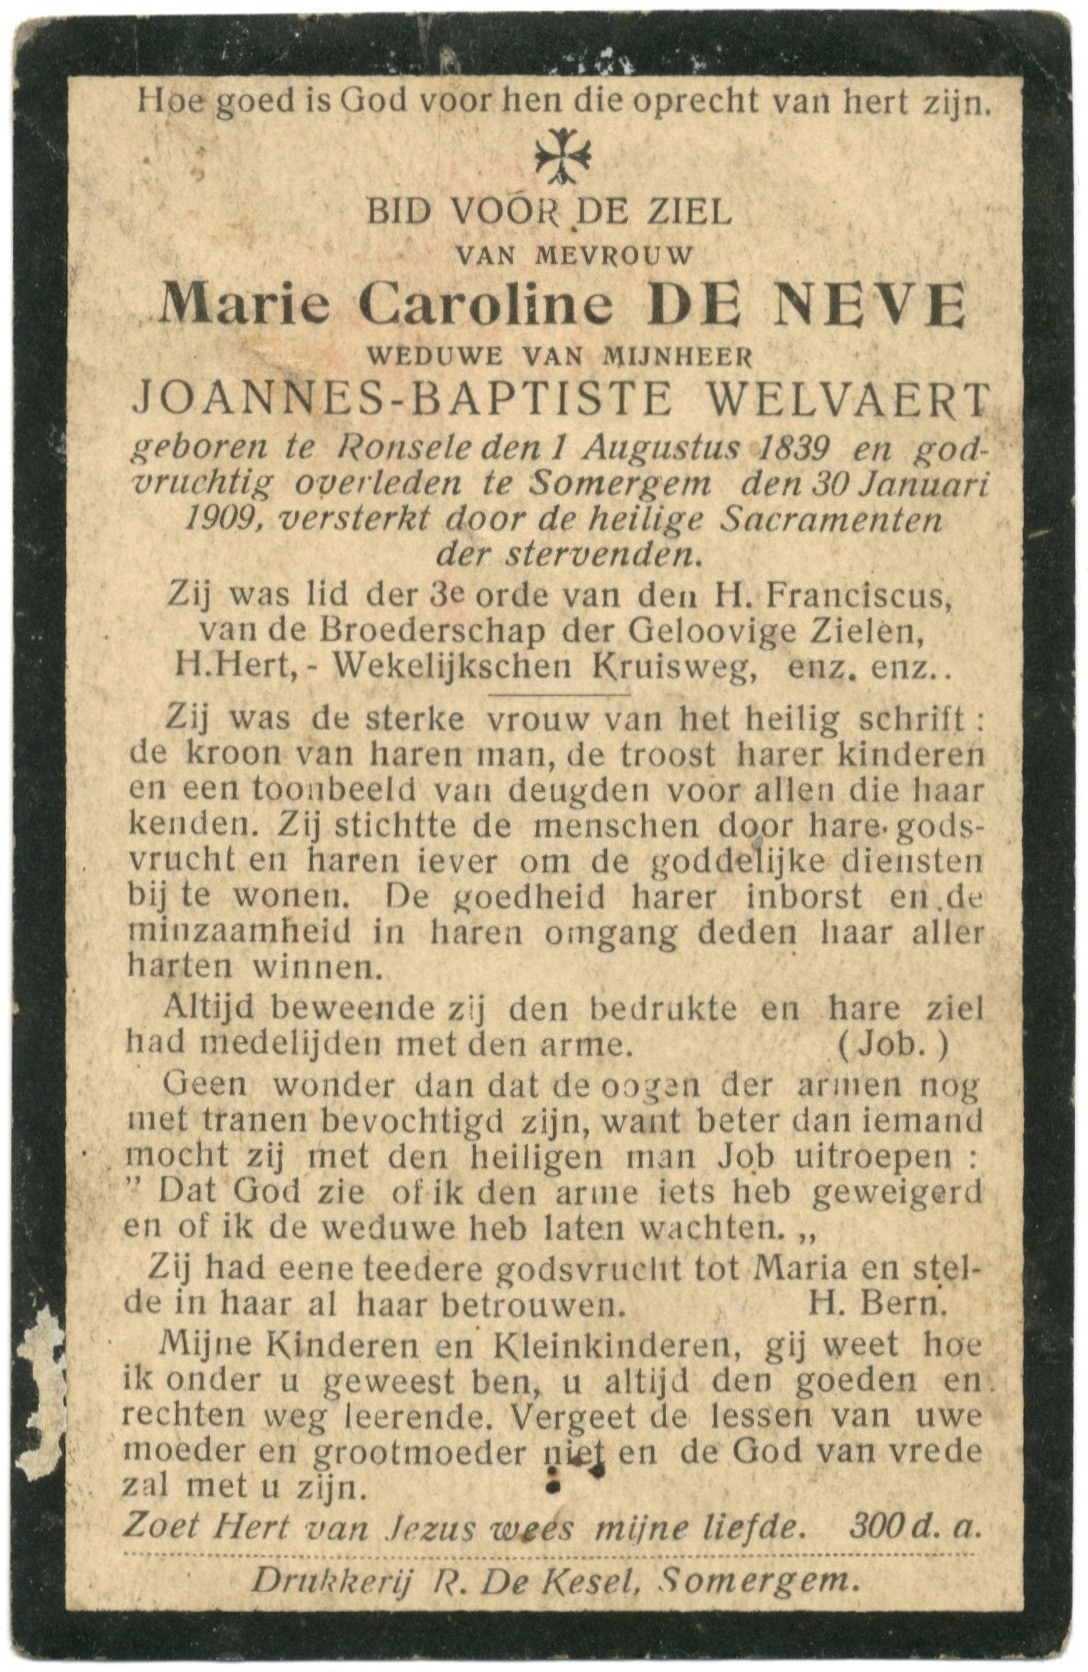 Hoe goed is God voor hen die oprecht van hert zijn.
BID VOOR DE ZIEL
VAN MEVROUW
Marie Caroline DE NEVE
WEDUWE VAN MIJNHEER
JOANNES-BAPTISTE WELVAERT
geboren te Ronsele den 1 Augustus 1839 en god-
vruchtig overleden te Somergem den 30 Januari
1909, versterkt door de heilige Sacramenten
der stervenden.
Zij was lid der 3e orde van den H. Franciscus,
van de Broederschap der Geloovige Zielen,
H.Hert, - Wekelijkschen Kruisweg, enz. enz..
Zij was de sterke vrouw van het heilig schrift :
de kroon van haren man, de troost harer kinderen
en een toonbeeld van deugden voor allen die haar
kenden. Zij stichtte de menschen door hare gods-
vrucht en haren iever om de goddelijke diensten
bij te wonen. De goedheid harer inborst en de
minzaamheid in haren omgang deden haar aller
harten winnen.
Altijd beweende zij den bedrukte en hare ziel
had medelijden met den arme. (Job.)
Geen wonder dan dat de oogen der armen nog
met tranen bevochtigd zijn, want beter dan iemand
mocht zij met den heiligen man Job uitroepen :
” Dat God zie of ik den arme iets heb geweigerd
en of ik de weduwe heb laten wachten. „
Zij had eene teedere godsvrucht tot Maria en stel-
de in haar al haar betrouwen. H. Bern.
Mijne Kinderen en Kleinkinderen, gij weet hoe
ik onder u geweest ben, u altijd den goeden en
rechten weg leerende. Vergeet de lessen van uwe
moeder en grootmoeder niet en de God van vrede
zal met u zijn.
Zoet Hert van Jezus wees mijne liefde. 300 d. a.
Drukkerij R. De Kesel, Somergem.